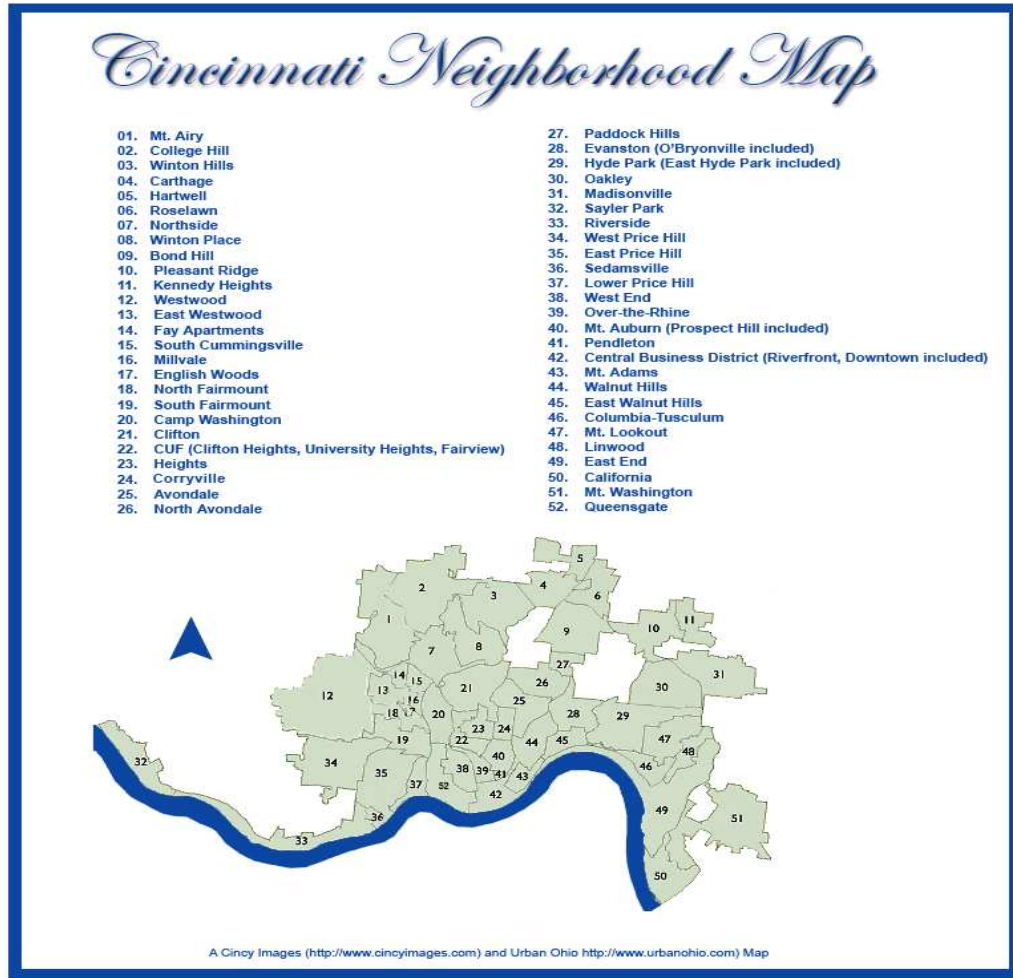 Cincinnati Neighborhood Map
01. Mt. Airy
02. College Hill
03. Winton Hills
04. Carthage
05. Hartwell
06. Roselawn
07. Northside
08. Winton Place
09. Bond Hill
10. Pleasant Ridge
11. Kennedy Heights
12. Westwood
13. East Westwood
14. Fay Apartments
15. South Cummingsville
16. Millvale
17. English Woods
18. North Fairmount
19. South Fairmount
20. Camp Washington
21. Clifton
22. CUF (Clifton Heights, University Heights, Fairview)
23. Heights
24. Corryville
25. Avondale
26. North Avondale
27. Paddock Hills
28. Evanston (O'Bryonville included)
29. Hyde Park (East Hyde Park included)
30. Oakley
31. Madisonville
32. Sayler Park
33. Riverside
34. West Price Hill
35. East Price Hill
36. Sedamsville
37. Lower Price Hill
38. West End
39. Over-the-Rhine
40. Mt. Auburn (Prospect Hill included)
41. Pendleton
42. Central Business District (Riverfront, Downtown included)
43. Mt. Adams
44. Walnut Hills
45. East Walnut Hills
46. Columbia-Tusculum
47. Mt. Lookout
48. Linwood
49. East End
50. California
51. Mt. Washington
52. Queensgate
5
2
4
3
6
1
11
10
9
7
8
27
14
15
31
26
30
13
21
12
16
25
18
17
20
28
29
23
24
19
22
44
45
47
48
40
32
34
38
39
46
35
41
43
37
52
42
49
36
51
33
50
A Cincy Images (http://www.cincyimages.com) and Urban Ohio http://www.urbanohio.com) Map